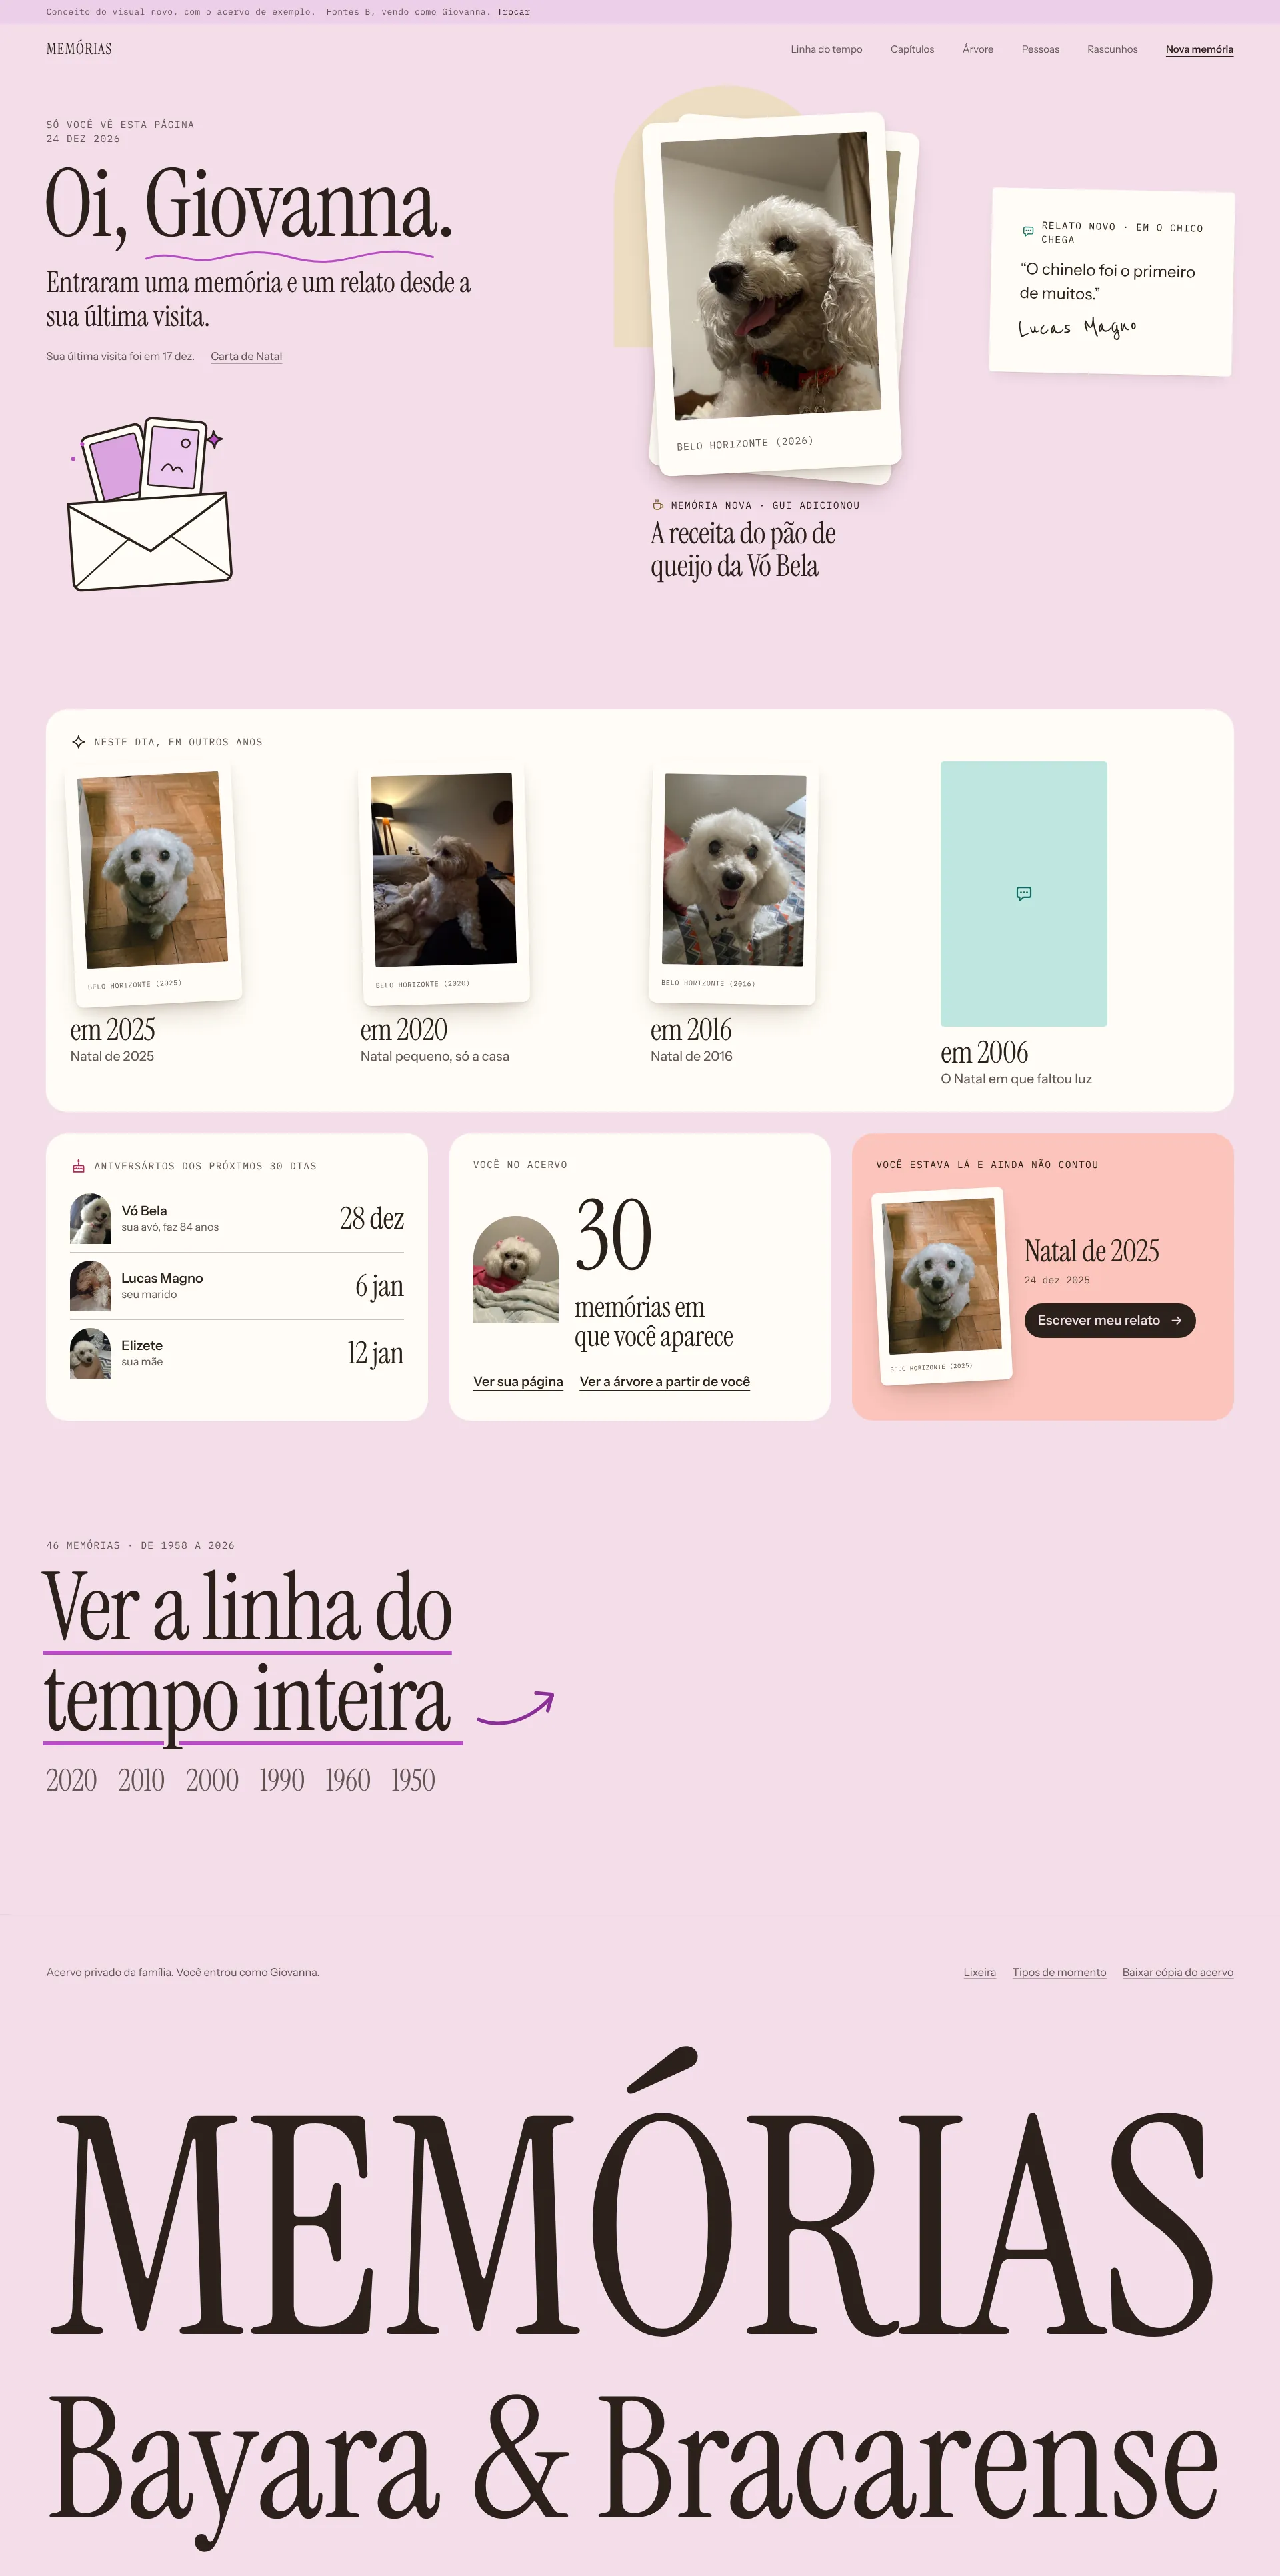 Conceito do visual novo, com o acervo de exemplo. Fontes B, vendo como Giovanna. Trocar
MEMÓRIAS
Linha do tempo Capítulos Árvore Pessoas Rascunhos Nova memória
SÓ VOCÊ VÊ ESTA PÁGINA
24 DEZ 2026
Oi, Giovanna.
Entraram uma memória e um relato desde a
sua última visita.
Sua última visita foi em 17 dez. Carta de Natal
BELO HORIZONTE (2026)
MEMÓRIA NOVA · GUI ADICIONOU
A receita do pão de
queijo da Vó Bela
RELATO NOVO · EM O CHICO
CHEGA
“O chinelo foi o primeiro
de muitos.”
Lucas Magno
NESTE DIA, EM OUTROS ANOS
BELO HORIZONTE (2025)
em 2025
Natal de 2025
BELO HORIZONTE (2020)
em 2020
Natal pequeno, só a casa
BELO HORIZONTE (2016)
em 2016
Natal de 2016
em 2006
O Natal em que faltou luz
ANIVERSÁRIOS DOS PRÓXIMOS 30 DIAS
Vó Bela
sua avó, faz 84 anos
28 dez
Lucas Magno
seu marido
6 jan
Elizete
sua mãe
12 jan
VOCÊ NO ACERVO
30
memórias em
que você aparece
Ver sua página Ver a árvore a partir de você
VOCÊ ESTAVA LÁ E AINDA NÃO CONTOU
BELO HORIZONTE (2025)
Natal de 2025
24 dez 2025
Escrever meu relato →
46 MEMÓRIAS · DE 1958 A 2026
Ver a linha do
tempo inteira
2020 2010 2000 1990 1960 1950
Acervo privado da família. Você entrou como Giovanna.
Lixeira Tipos de momento Baixar cópia do acervo
MEMÓRIAS
Bayara & Bracarense